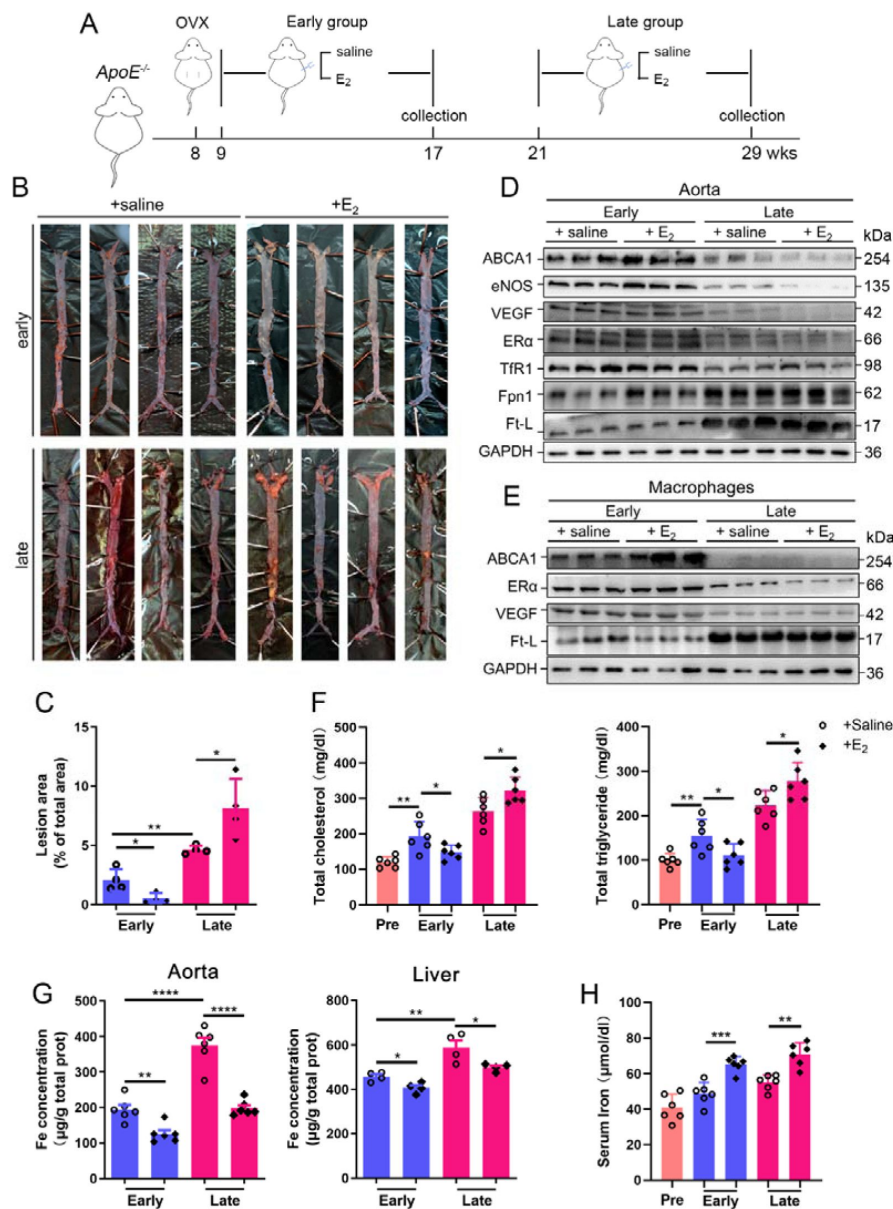 A
OVX
Early group
Late group
ApoE-/-
saline
E2
saline
E2
collection
collection
8
9
17
21
29 wks
B
+saline
+E2
early
late
D
Aorta
Early
Late
+ saline
+ E2
+ saline
+ E2
kDa
ABCA1
254
eNOS
135
VEGF
42
ERα
66
TfR1
98
Fpn1
62
Ft-L
17
GAPDH
36
E
Macrophages
Early
Late
+ saline
+ E2
+ saline
+ E2
kDa
ABCA1
254
ERα
66
VEGF
42
Ft-L
17
GAPDH
36
C
Lesion area
(% of total area)
15
10
5
0
*
**
*
Early
Late
F
Total cholesterol (mg/dl)
500
400
300
200
100
0
**
*
*
Pre
Early
Late
Total triglyceride (mg/dl)
400
300
200
100
0
**
*
*
Pre
Early
Late
+Saline
+E2
G
Aorta
Fe concentration
(μg/g total prot)
500
400
300
200
100
0
****
****
**
Early
Late
Liver
Fe concentration
(μg/g total prot)
800
600
400
200
0
**
*
*
Early
Late
H
Serum Iron (μmol/dl)
100
80
60
40
20
0
***
**
Pre
Early
Late